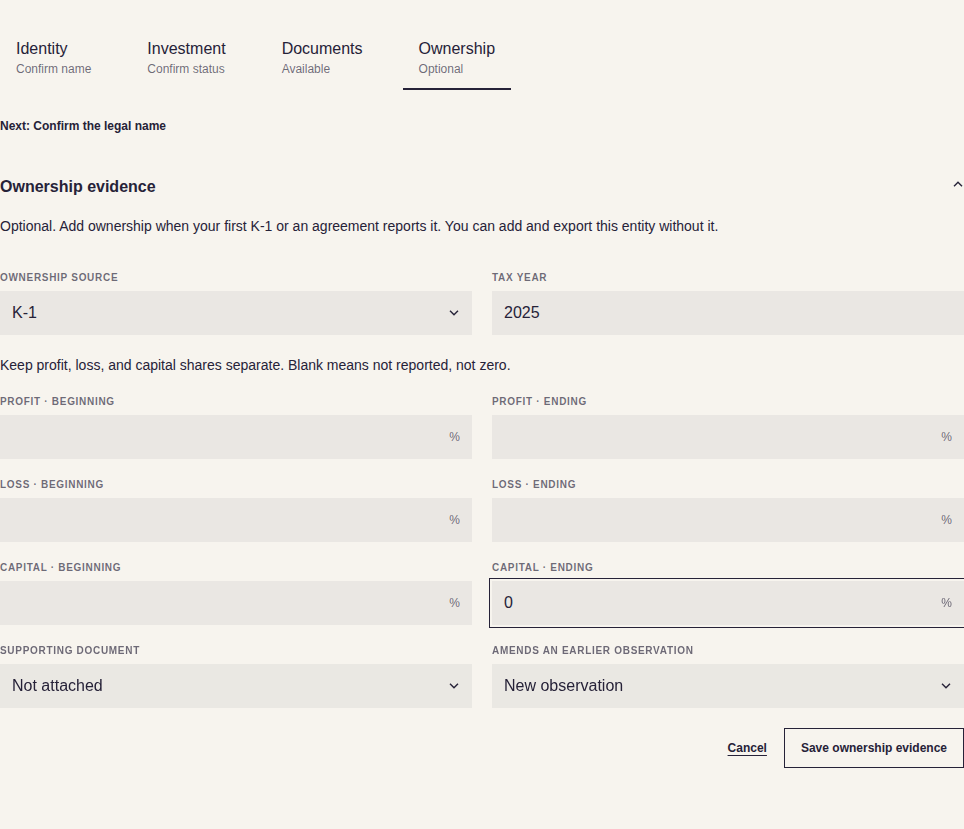 Identity
Confirm name
Investment
Confirm status
Documents
Available
Ownership
Optional
Next: Confirm the legal name
Ownership evidence
Optional. Add ownership when your first K-1 or an agreement reports it. You can add and export this entity without it.
OWNERSHIP SOURCE
TAX YEAR
K-1
2025
Keep profit, loss, and capital shares separate. Blank means not reported, not zero.
PROFIT · BEGINNING
PROFIT · ENDING
%
%
LOSS · BEGINNING
LOSS · ENDING
%
%
CAPITAL · BEGINNING
CAPITAL · ENDING
%
0 %
SUPPORTING DOCUMENT
AMENDS AN EARLIER OBSERVATION
Not attached
New observation
Cancel
Save ownership evidence